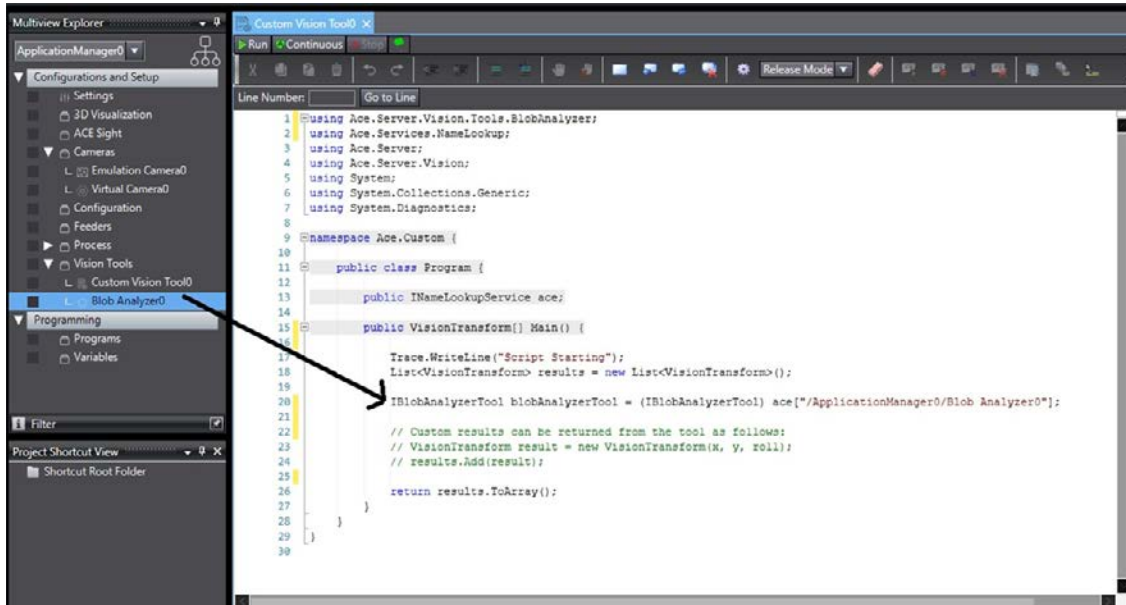 Multiview Explorer
ApplicationManager0
Configurations and Setup
Settings
3D Visualization
ACE Sight
Cameras
Emulation Camera0
Virtual Camera0
Configuration
Feeders
Process
Vision Tools
Custom Vision Tool0
Blob Analyzer0
Programming
Programs
Variables
Filter
Project Shortcut View
Shortcut Root Folder
Custom Vision Tool0
Run Continuous Stop
Release Mode
Line Number: Go to Line
1 using Ace.Server.Vision.Tools.BlobAnalyzer;
2 using Ace.Services.NameLookup;
3 using Ace.Server;
4 using Ace.Server.Vision;
5 using System;
6 using System.Collections.Generic;
7 using System.Diagnostics;
8
9 namespace Ace.Custom {
10
11 public class Program {
12
13 public INameLookupService ace;
14
15 public VisionTransform[] Main() {
16
17 Trace.WriteLine("Script Starting");
18 List<VisionTransform> results = new List<VisionTransform>();
19
20 IBlobAnalyzerTool blobAnalyzerTool = (IBlobAnalyzerTool) ace["/ApplicationManager0/Blob Analyzer0"];
21
22 // Custom results can be returned from the tool as follows:
23 // VisionTransform result = new VisionTransform(x, y, roll);
24 // results.Add(result);
25
26 return results.ToArray();
27 }
28 }
29 }
30